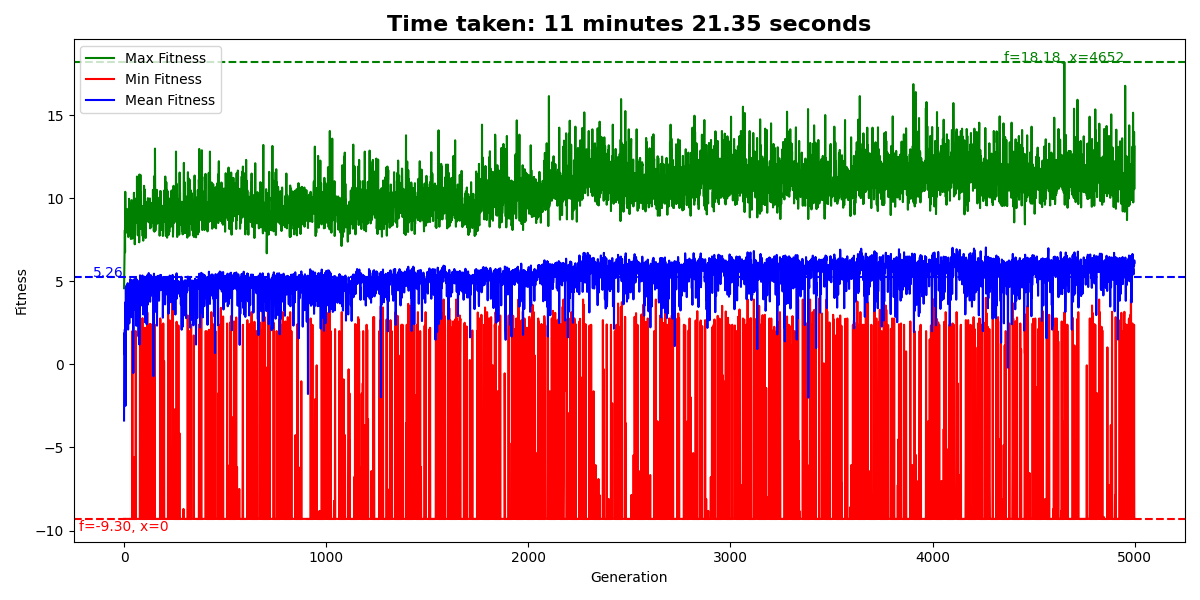 Time taken: 11 minutes 21.35 seconds
Max Fitness
Min Fitness
Mean Fitness
f=18.18, x=4652
5.26
f=-9.30, x=0
Fitness
15
10
5
0
−5
−10
0
1000
2000
3000
4000
5000
Generation